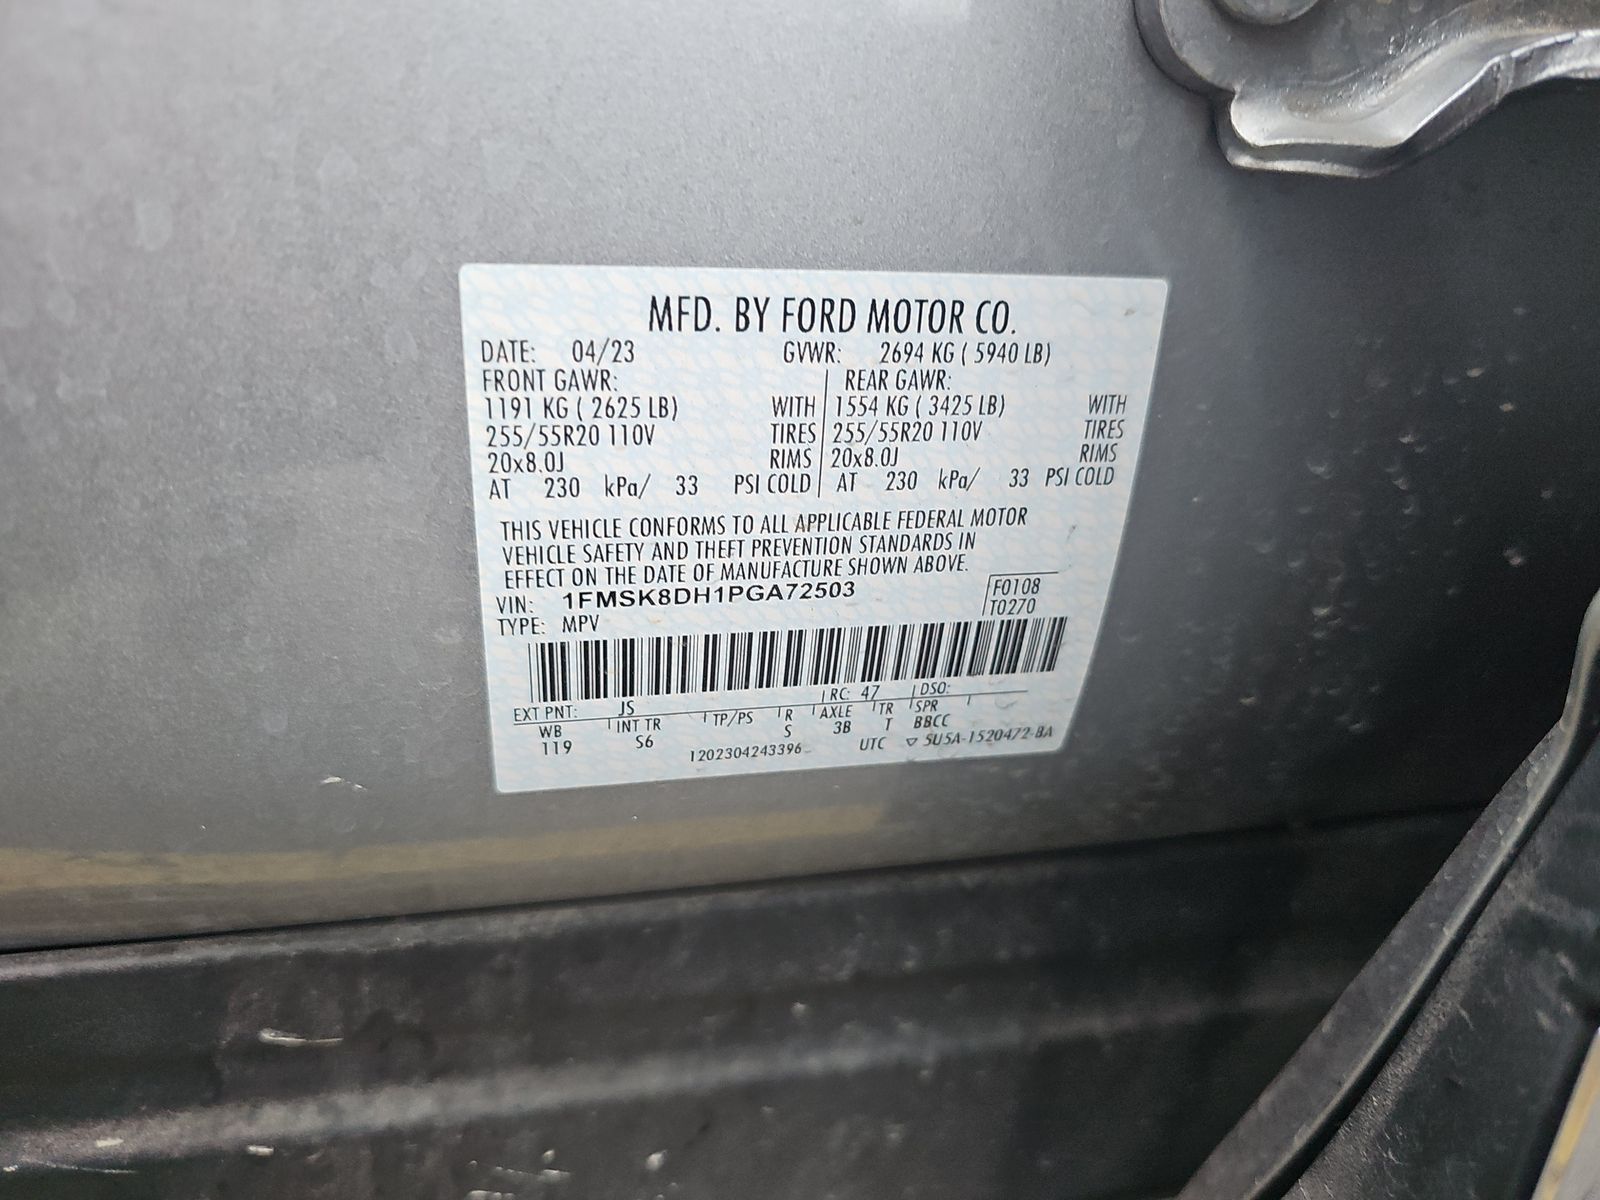 MFD. BY FORD MOTOR CO.
DATE: 04/23 GVWR: 2694 KG ( 5940 LB)
FRONT GAWR: REAR GAWR:
1191 KG ( 2625 LB) WITH 1554 KG ( 3425 LB) WITH
255/55R20 110V TIRES 255/55R20 110V TIRES
20x8.0J RIMS 20x8.0J RIMS
AT 230 kPa/ 33 PSI COLD AT 230 kPa/ 33 PSI COLD
THIS VEHICLE CONFORMS TO ALL APPLICABLE FEDERAL MOTOR
VEHICLE SAFETY AND THEFT PREVENTION STANDARDS IN
EFFECT ON THE DATE OF MANUFACTURE SHOWN ABOVE.
VIN: 1FMSK8DH1PGA72503 F0108
TYPE: MPV T0270
EXT PNT: JS RC: 47 DSO:
WB INT TR TP/PS R AXLE TR SPR
119 S6 S 3B T BBCC
1202304243396 UTC ▽ 5U5A-1520472-BA